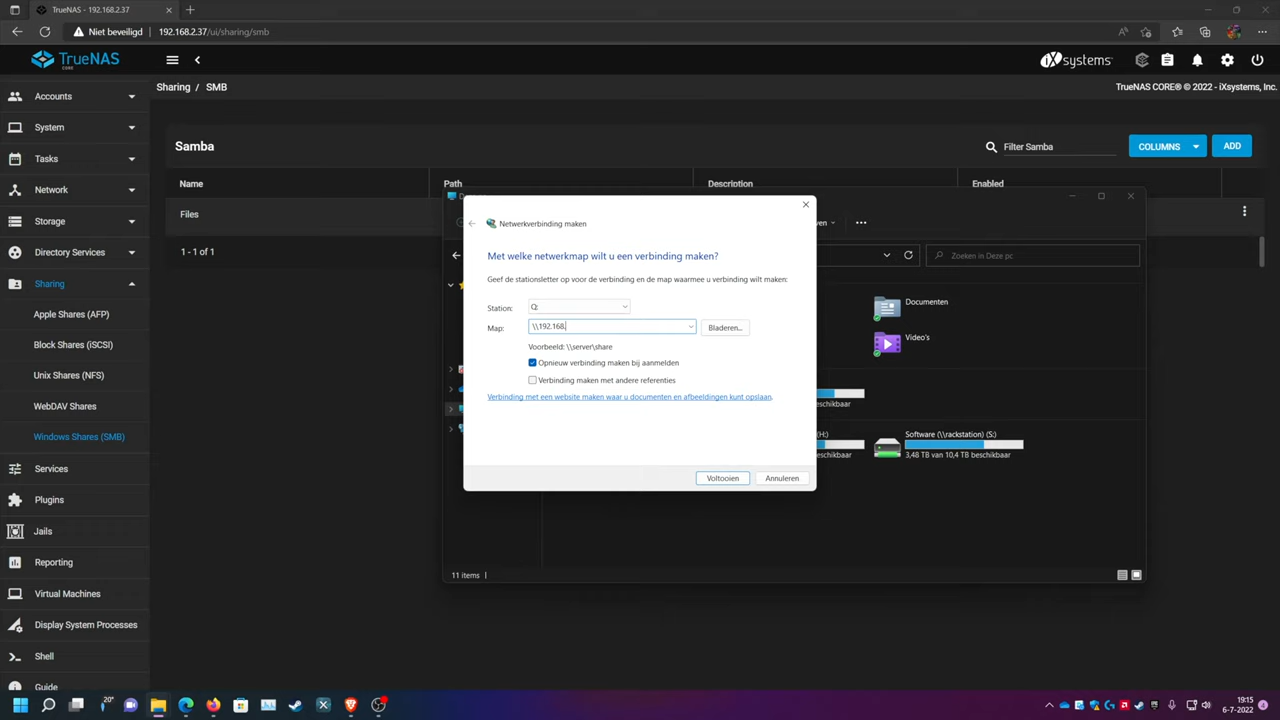 TrueNAS - 192.168.2.37
Niet beveiligd 192.168.2.37/ui/sharing/smb
TrueNAS
CORE
iXsystems
Sharing / SMB
TrueNAS CORE® © 2022 - iXsystems, Inc.
Accounts
System
Tasks
Network
Storage
Directory Services
Sharing
Shares (AFP)
Shares (iSCSI)
Unix Shares (NFS)
Windows Shares (SMB)
Services
Plugins
Jails
Reporting
Virtual Machines
Display System Processes
Shell
Guide
Samba
Filter Samba
COLUMNS
ADD
Name Path Description Enabled
Files
1 - 1 of 1
Netwerkverbinding maken
Met welke netwerkmap wilt u een verbinding maken?
Geef de stationsletter op voor de verbinding en de map waarmee u verbinding wilt maken:
Station: Q:
Map: \\192.168.
Bladeren...
Voorbeeld: \\server\share
Opnieuw verbinding maken bij aanmelden
Verbinding maken met andere referenties
Verbinding met een website maken waar u documenten en afbeeldingen kunt opslaan.
Voltooien
Annuleren
ven
Zoeken in Deze pc
Documenten
Video's
beschikbaar
(H:)
beschikbaar
Software (\\rackstation) (S:)
3,48 TB van 10,4 TB beschikbaar
11 items
20°
19:15
6-7-2022